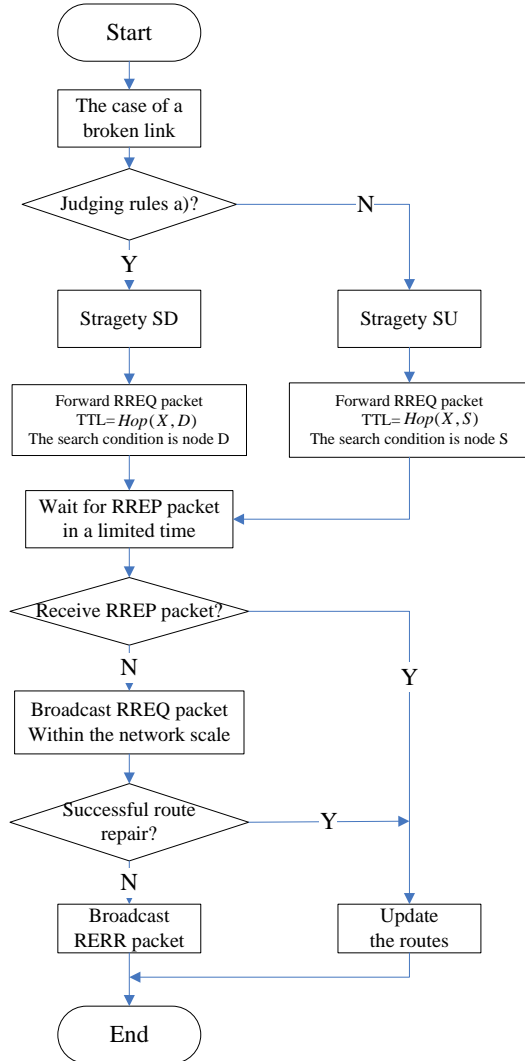 Start
The case of a
broken link
Judging rules a)?
N
Y
Stragety SD
Stragety SU
Forward RREQ packet
TTL=Hop(X,D)
The search condition is node D
Forward RREQ packet
TTL=Hop(X,S)
The search condition is node S
Wait for RREP packet
in a limited time
Receive RREP packet?
N
Y
Broadcast RREQ packet
Within the network scale
Successful route
repair?
Y
N
Broadcast
RERR packet
Update
the routes
End